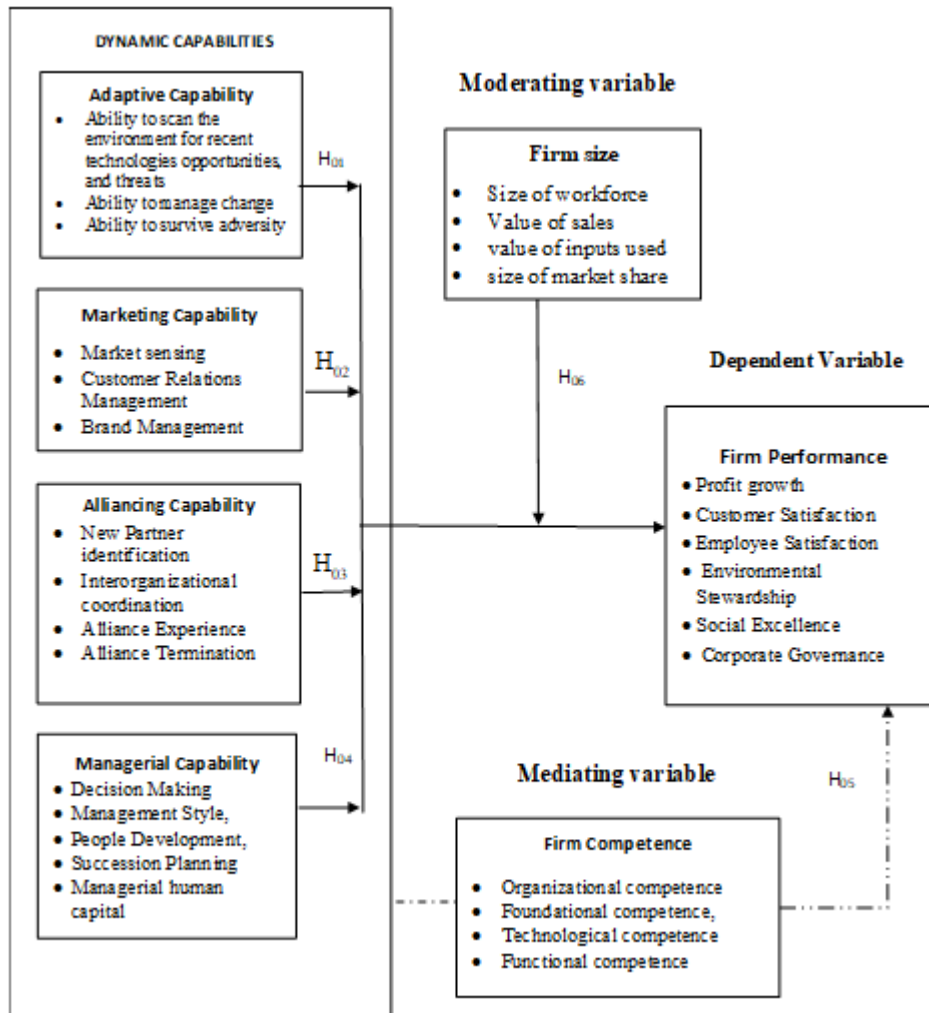 DYNAMIC CAPABILITIES
Adaptive Capability
• Ability to scan the
environment for recent
technologies opportunities,
and threats
• Ability to manage change
• Ability to survive adversity
H01
Marketing Capability
• Market sensing
• Customer Relations
Management
• Brand Management
H02
Alliancing Capability
• New Partner
identification
• Interorganizational
coordination
• Alliance Experience
• Alliance Termination
H03
Managerial Capability
• Decision Making
• Management Style,
• People Development,
• Succession Planning
• Managerial human
capital
H04
Moderating variable
Firm size
• Size of workforce
• Value of sales
• value of inputs used
• size of market share
H06
Dependent Variable
Firm Performance
• Profit growth
• Customer Satisfaction
• Employee Satisfaction
• Environmental
Stewardship
• Social Excellence
• Corporate Governance
Mediating variable
H05
Firm Competence
• Organizational competence
• Foundational competence,
• Technological competence
• Functional competence